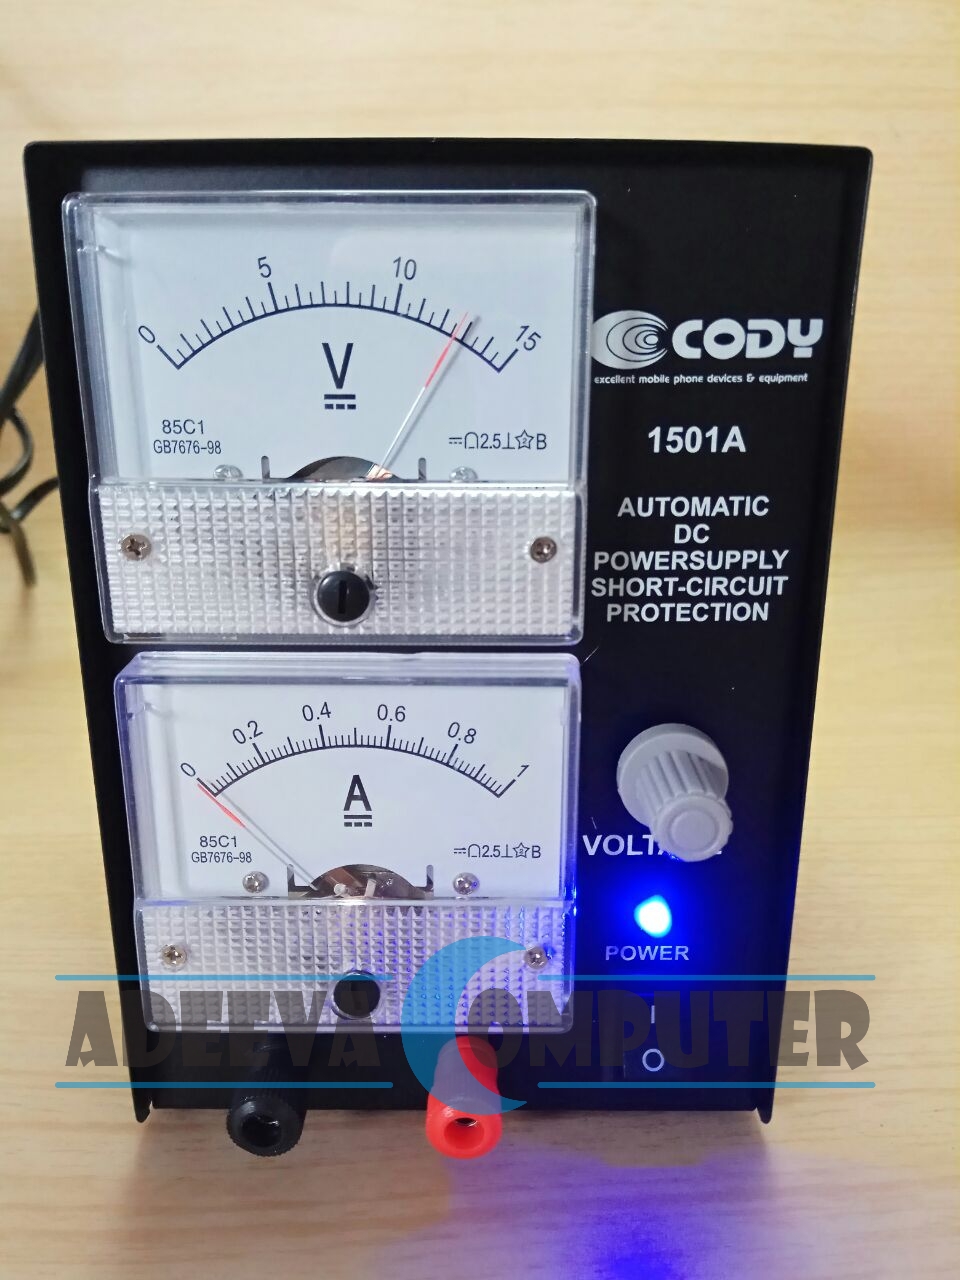 0 5 10 15
V
85C1
GB7676-98
2.5 B
CODY
excellent mobile phone devices & equipment
1501A
AUTOMATIC
DC
POWERSUPPLY
SHORT-CIRCUIT
PROTECTION
0 0.2 0.4 0.6 0.8 1
A
85C1
GB7676-98
2.5 B
POWER
ADEEVA COMPUTER